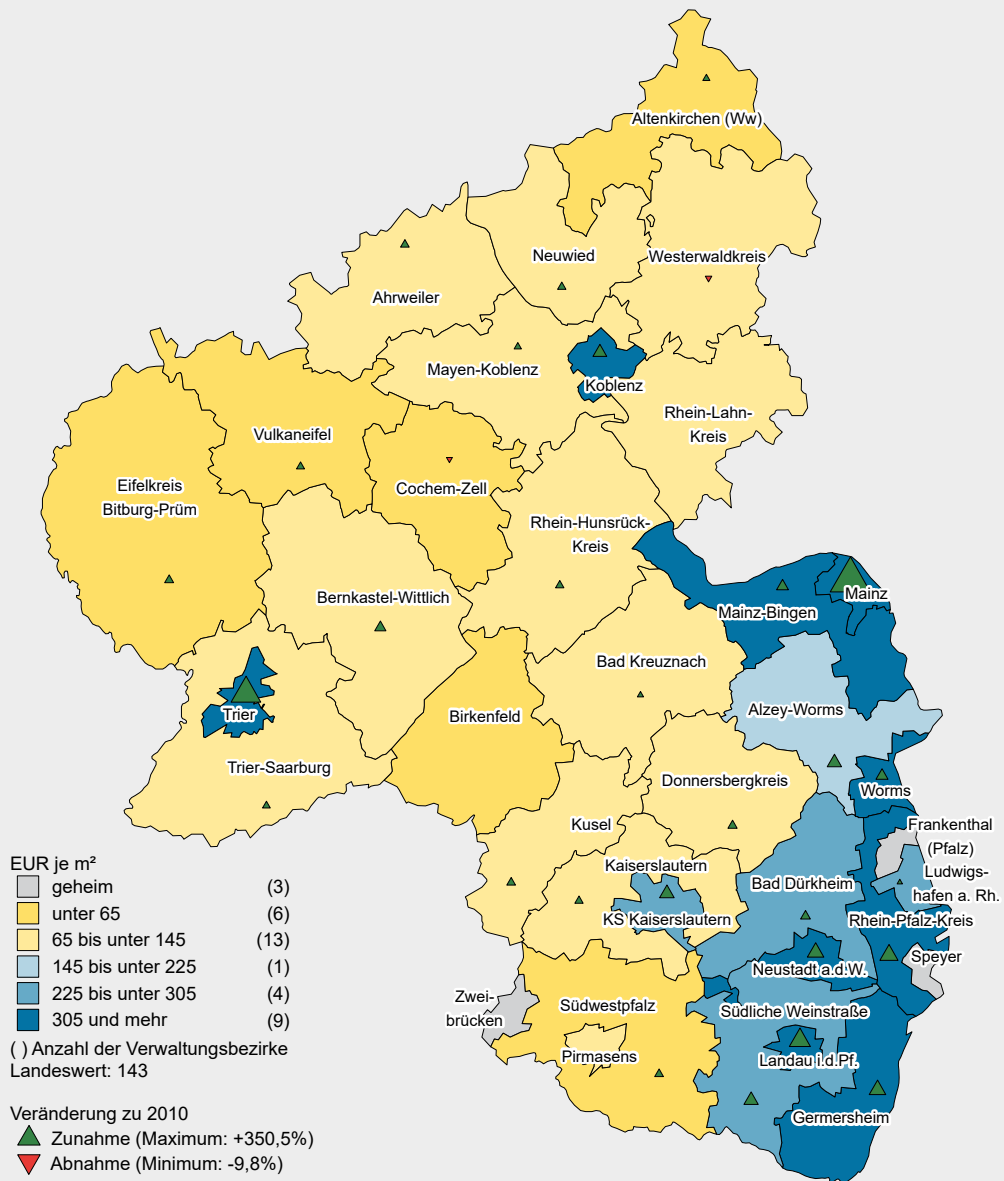 Altenkirchen (Ww)
Neuwied
Westerwaldkreis
Ahrweiler
Mayen-Koblenz
Koblenz
Rhein-Lahn-
Kreis
Vulkaneifel
Cochem-Zell
Eifelkreis
Bitburg-Prüm
Rhein-Hunsrück-
Kreis
Bernkastel-Wittlich
Mainz-Bingen
Mainz
Bad Kreuznach
Trier
Birkenfeld
Alzey-Worms
Trier-Saarburg
Donnersbergkreis
Worms
Kusel
Frankenthal
(Pfalz)
Ludwigs-
hafen a. Rh.
Kaiserslautern
Bad Dürkheim
KS Kaiserslautern
Rhein-Pfalz-Kreis
Speyer
Neustadt a.d.W.
Zwei-
brücken
Südwestpfalz
Südliche Weinstraße
Pirmasens
Landau i.d.Pf.
Germersheim
EUR je m²
geheim (3)
unter 65 (6)
65 bis unter 145 (13)
145 bis unter 225 (1)
225 bis unter 305 (4)
305 und mehr (9)
( ) Anzahl der Verwaltungsbezirke
Landeswert: 143
Veränderung zu 2010
Zunahme (Maximum: +350,5%)
Abnahme (Minimum: -9,8%)